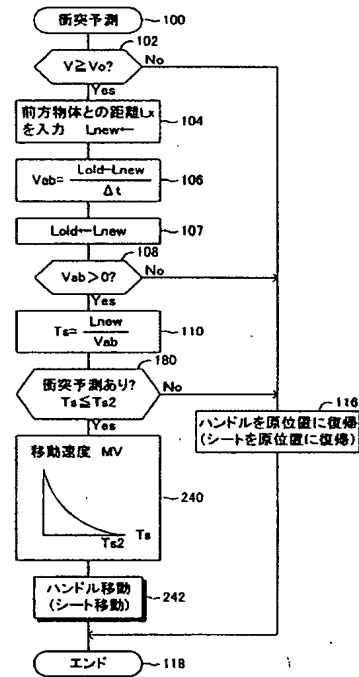 衝突予測
100
102
V≧Vo?
No
Yes
前方物体との距離Lx
を入力 Lnew←
104
Vab= Lold-Lnew
Δt
106
Lold←Lnew
107
108
Vab>0?
No
Yes
Ts= Lnew
Vab
110
180
衝突予測あり?
Ts≦Ts2
No
Yes
116
ハンドルを原位置に復帰
(シートを原位置に復帰)
移動速度 MV
Ts2
Ts
240
ハンドル移動
(シート移動)
242
エンド
118